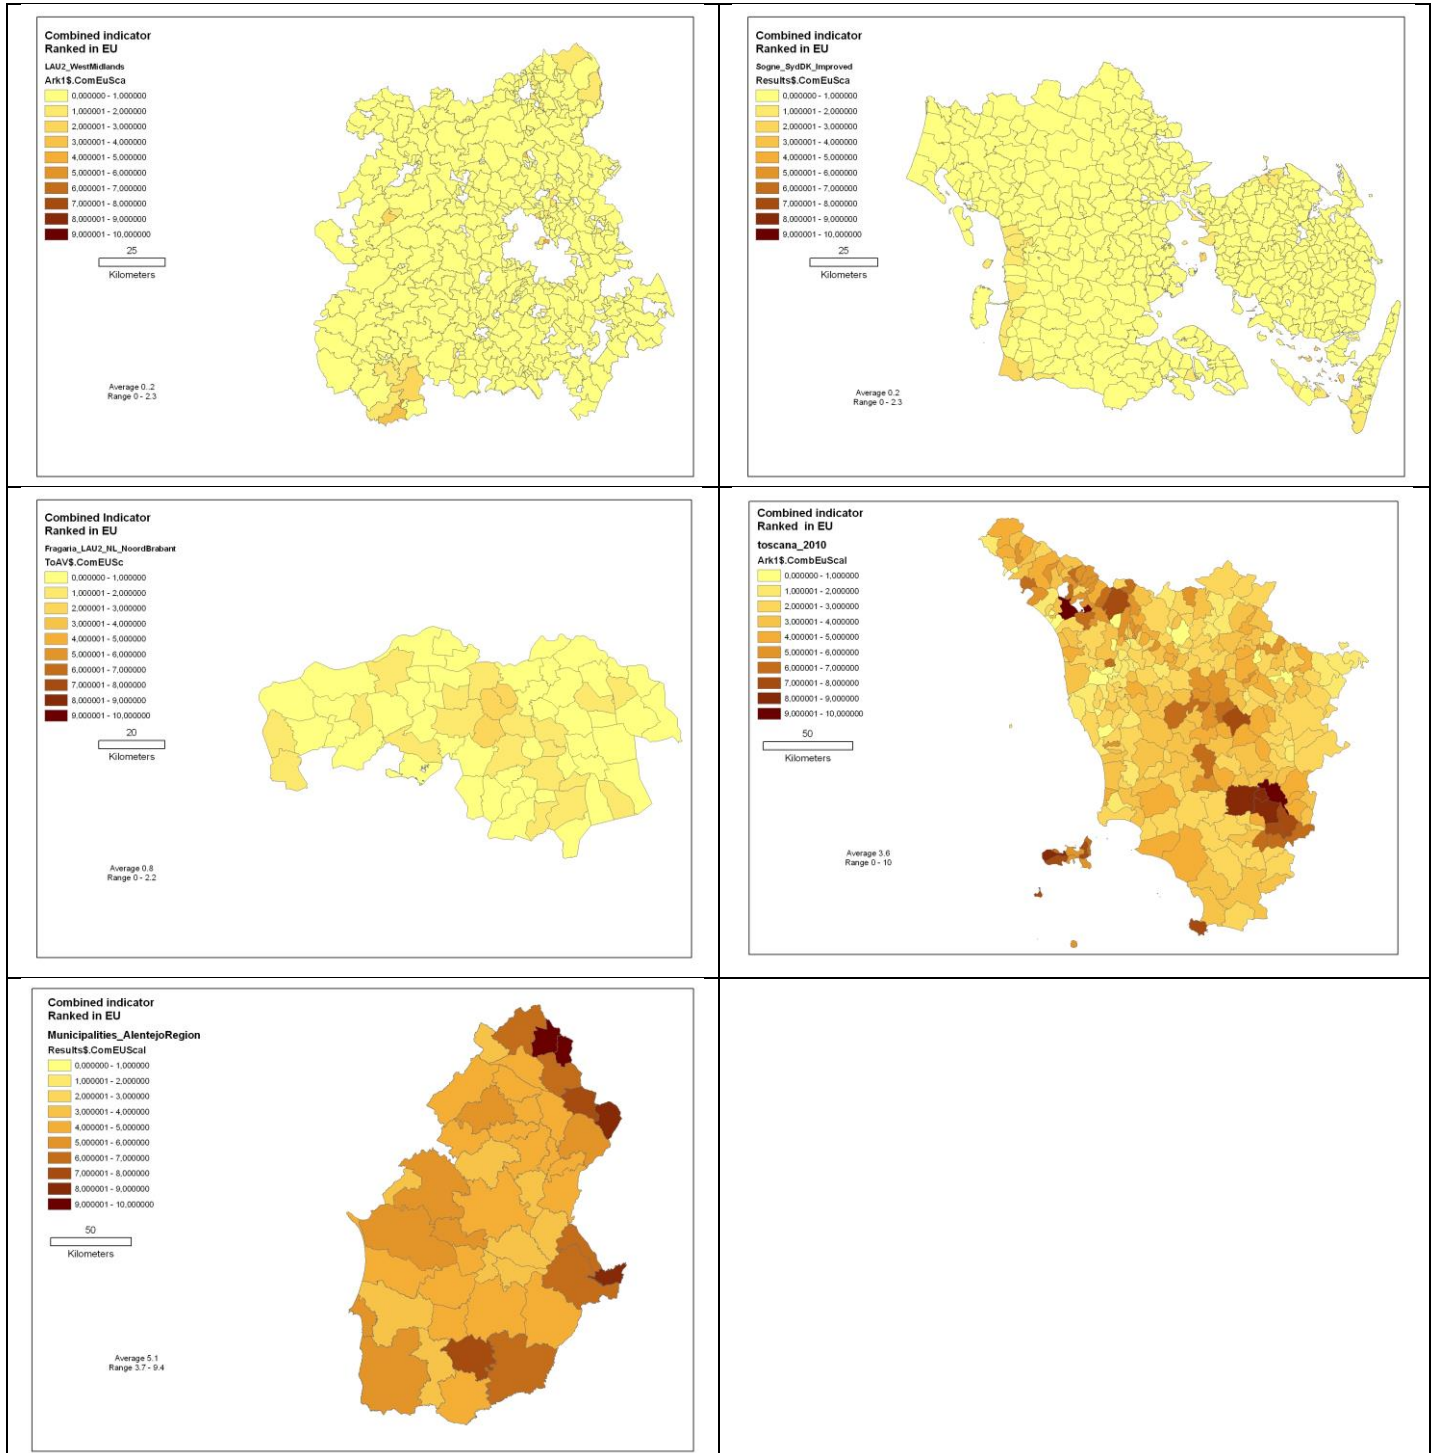 Combined indicator
Ranked in EU
LAU2_WestMidlands
Ark1$.ComEuSca
0,000000 - 1,000000
1,000001 - 2,000000
2,000001 - 3,000000
3,000001 - 4,000000
4,000001 - 5,000000
5,000001 - 6,000000
6,000001 - 7,000000
7,000001 - 8,000000
8,000001 - 9,000000
9,000001 - 10,000000
25
Kilometers
Average 0..2
Range 0 - 2.3
Combined indicator
Ranked in EU
Sogne_SydDK_Improved
Results$.ComEuSca
0,000000 - 1,000000
1,000001 - 2,000000
2,000001 - 3,000000
3,000001 - 4,000000
4,000001 - 5,000000
5,000001 - 6,000000
6,000001 - 7,000000
7,000001 - 8,000000
8,000001 - 9,000000
9,000001 - 10,000000
25
Kilometers
Average 0.2
Range 0 - 2.3
Combined Indicator
Ranked in EU
Fragaria_LAU2_NL_NoordBrabant
ToAV$.ComEUSc
0,000000 - 1,000000
1,000001 - 2,000000
2,000001 - 3,000000
3,000001 - 4,000000
4,000001 - 5,000000
5,000001 - 6,000000
6,000001 - 7,000000
7,000001 - 8,000000
8,000001 - 9,000000
9,000001 - 10,000000
20
Kilometers
Average 0.8
Range 0 - 2.2
Combined indicator
Ranked in EU
toscana_2010
Ark1$.CombEuScal
0,000000 - 1,000000
1,000001 - 2,000000
2,000001 - 3,000000
3,000001 - 4,000000
4,000001 - 5,000000
5,000001 - 6,000000
6,000001 - 7,000000
7,000001 - 8,000000
8,000001 - 9,000000
9,000001 - 10,000000
50
Kilometers
Average 3.6
Range 0 - 10
Combined indicator
Ranked in EU
Municipalities_AlentejoRegion
Results$.ComEUScal
0,000000 - 1,000000
1,000001 - 2,000000
2,000001 - 3,000000
3,000001 - 4,000000
4,000001 - 5,000000
5,000001 - 6,000000
6,000001 - 7,000000
7,000001 - 8,000000
8,000001 - 9,000000
9,000001 - 10,000000
50
Kilometers
Average 5.1
Range 3.7 - 9.4